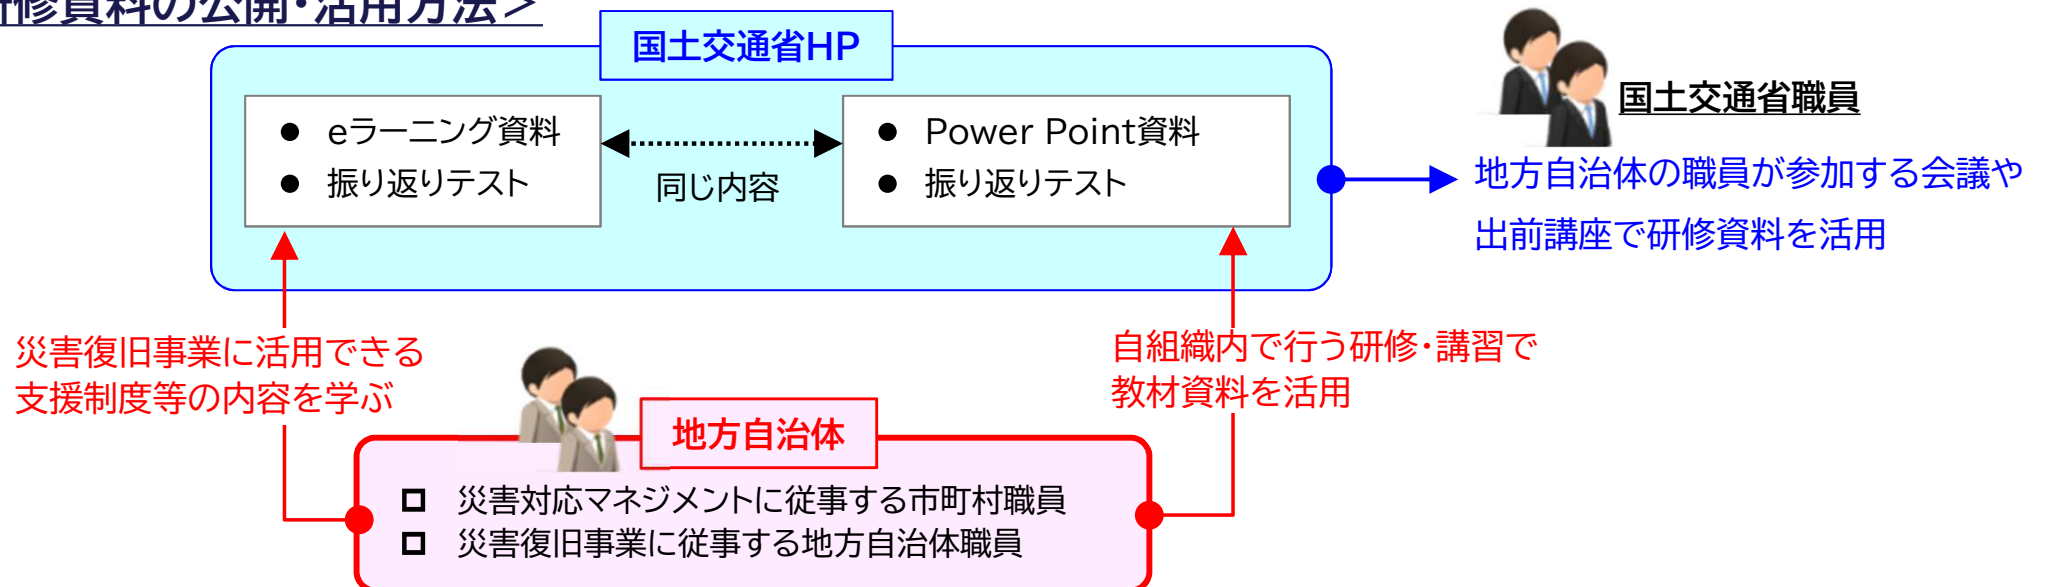 研修資料の公開・活用方法＞
国土交通省HP
● eラーニング資料
● 振り返りテスト
同じ内容
● Power Point資料
● 振り返りテスト
国土交通省職員
地方自治体の職員が参加する会議や
出前講座で研修資料を活用
災害復旧事業に活用できる
支援制度等の内容を学ぶ
自組織内で行う研修・講習で
教材資料を活用
地方自治体
□ 災害対応マネジメントに従事する市町村職員
□ 災害復旧事業に従事する地方自治体職員